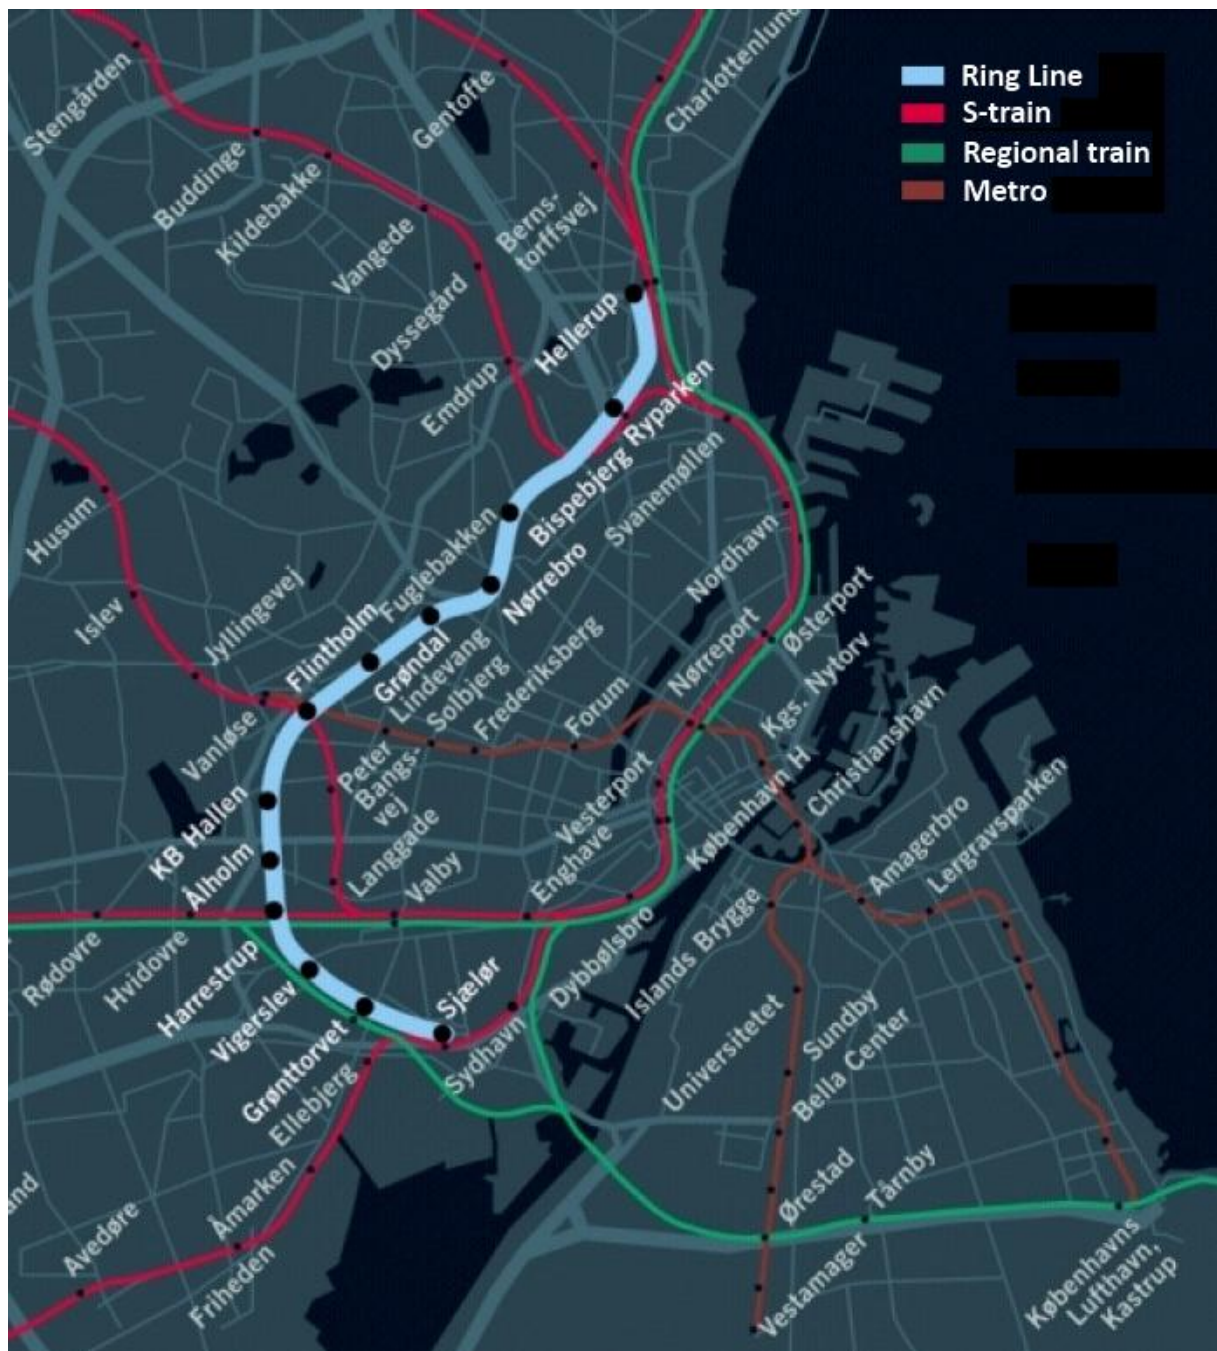 Ring Line
S-train
Regional train
Metro
Stengården
Buddinge
Kildebakke
Vangede
Dyssegård
Emdrup
Gentofte
Berns-
torffsvej
Charlottenlund
Hellerup
Ryparken
Bispebjerg
Svanemøllen
Nordhavn
Nørrebro
Fuglebakken
Grøndal
Flintholm
Lindevang
Solbjerg
Frederiksberg
Forum
Nørreport
Østerport
Kgs. Nytorv
Husum
Islev
Jyllingevej
Vanløse
Peter
Bangs-
vej
Langgade
Valby
Enghave
Vesterport
København H
Christianshavn
Amagerbro
Lergravsparken
KB Hallen
Ålholm
Rødovre
Hvidovre
Harrestrup
Vigerslev
Grønttorvet
Ellebjerg
Sjælør
Sydhavn
Dybbølsbro
Islands Brygge
Universitetet
Sundby
Bella Center
Ørestad
Tårnby
Vestamager
Københavns
Lufthavn,
Kastrup
and
Avedøre
Åmarken
Friheden